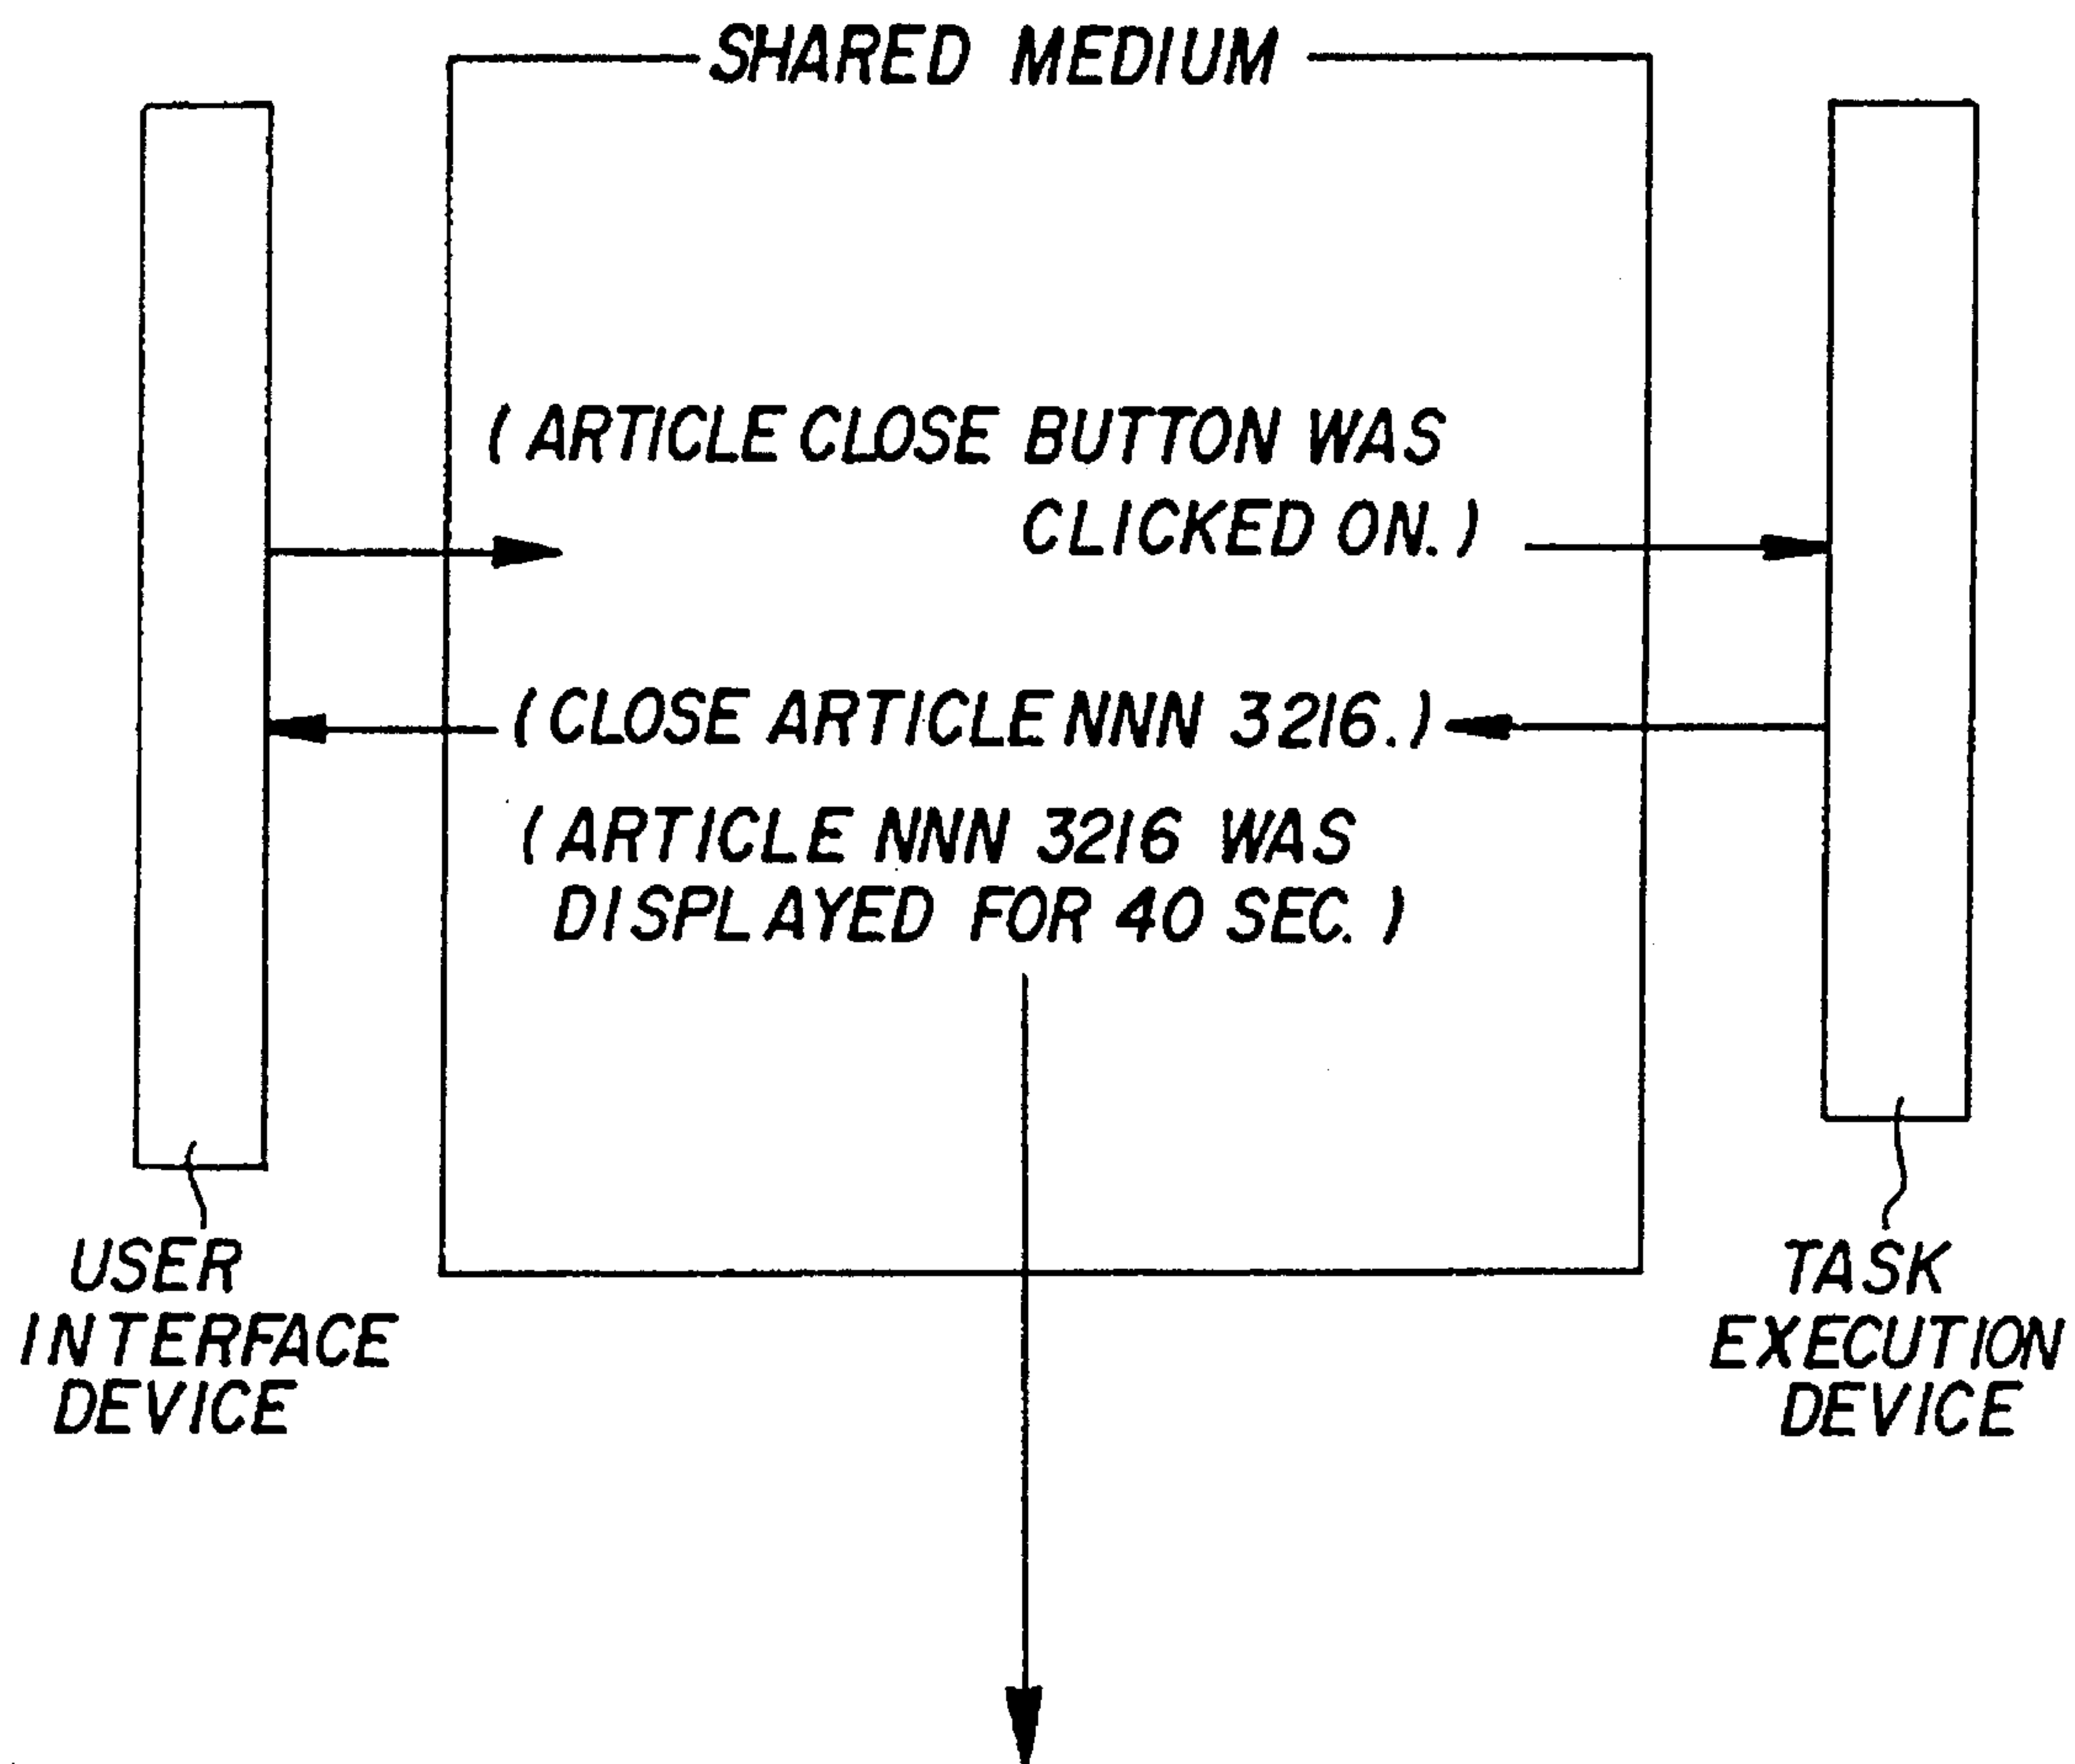 SHARED MEDIUM
(ARTICLE CLOSE BUTTON WAS
CLICKED ON.)
(CLOSE ARTICLE NNN 3216.)
(ARTICLE NNN 3216 WAS
DISPLAYED FOR 40 SEC.)
USER
INTERFACE
DEVICE
TASK
EXECUTION
DEVICE